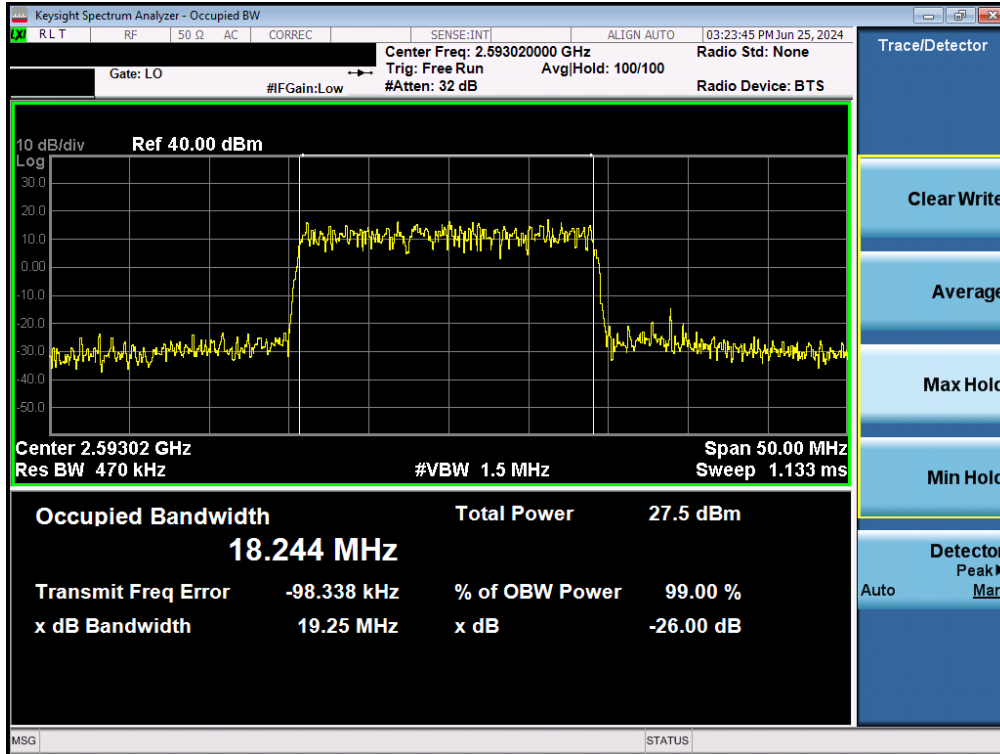 Keysight Spectrum Analyzer - Occupied BW
LXI RLT RF 50 Ω AC CORREC SENSE:INT ALIGN AUTO 03:23:45 PM Jun 25, 2024
Center Freq: 2.593020000 GHz Radio Std: None
Gate: LO Trig: Free Run Avg|Hold: 100/100
#IFGain:Low #Atten: 32 dB Radio Device: BTS
Trace/Detector
10 dB/div Ref 40.00 dBm
Log
30.0
20.0
10.0
0.00
-10.0
-20.0
-30.0
-40.0
-50.0
Center 2.59302 GHz Span 50.00 MHz
Res BW 470 kHz #VBW 1.5 MHz Sweep 1.133 ms
Occupied Bandwidth Total Power 27.5 dBm
18.244 MHz
Transmit Freq Error -98.338 kHz % of OBW Power 99.00 %
x dB Bandwidth 19.25 MHz x dB -26.00 dB
Clear Write
Average
Max Hold
Min Hold
Detector
Peak
Auto Man
MSG STATUS